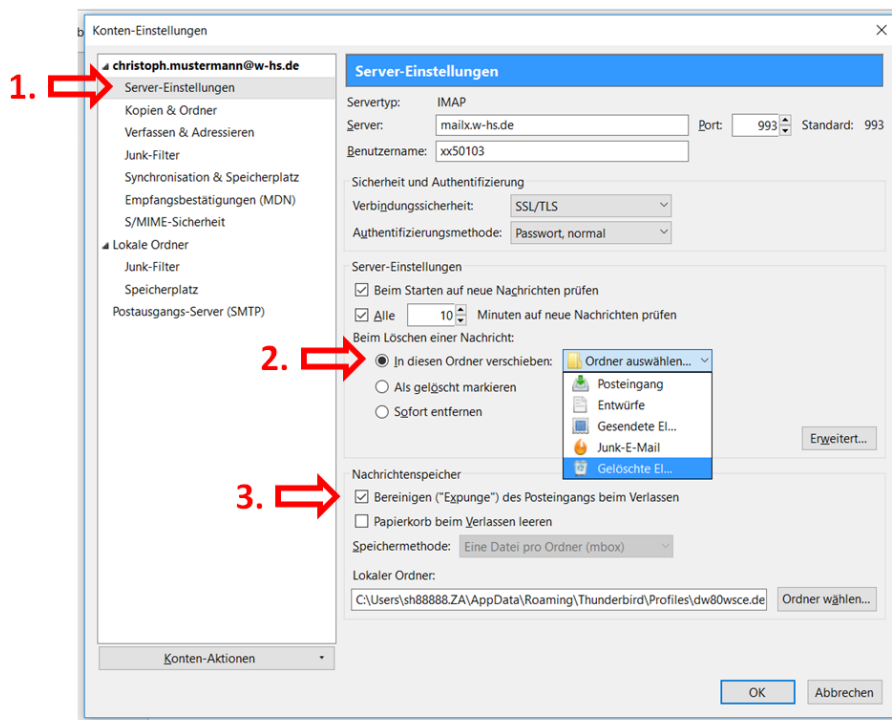 b
Konten-Einstellungen
christoph.mustermann@w-hs.de
1.
Server-Einstellungen
Kopien & Ordner
Verfassen & Adressieren
Junk-Filter
Synchronisation & Speicherplatz
Empfangsbestätigungen (MDN)
S/MIME-Sicherheit
Lokale Ordner
Junk-Filter
Speicherplatz
Postausgangs-Server (SMTP)
Konten-Aktionen
Server-Einstellungen
Servertyp: IMAP
Server: mailx.w-hs.de Port: 993 Standard: 993
Benutzername: xx50103
Sicherheit und Authentifizierung
Verbindungssicherheit: SSL/TLS
Authentifizierungsmethode: Passwort, normal
Server-Einstellungen
Beim Starten auf neue Nachrichten prüfen
Alle 10 Minuten auf neue Nachrichten prüfen
Beim Löschen einer Nachricht:
2.
In diesen Ordner verschieben: Ordner auswählen...
Als gelöscht markieren
Sofort entfernen
Posteingang
Entwürfe
Gesendete El...
Junk-E-Mail
Gelöschte El...
Erweitert...
Nachrichtenspeicher
3.
Bereinigen ("Expunge") des Posteingangs beim Verlassen
Papierkorb beim Verlassen leeren
Speichermethode: Eine Datei pro Ordner (mbox)
Lokaler Ordner:
C:\Users\sh88888.ZA\AppData\Roaming\Thunderbird\Profiles\dw80wsce.de Ordner wählen...
OK Abbrechen